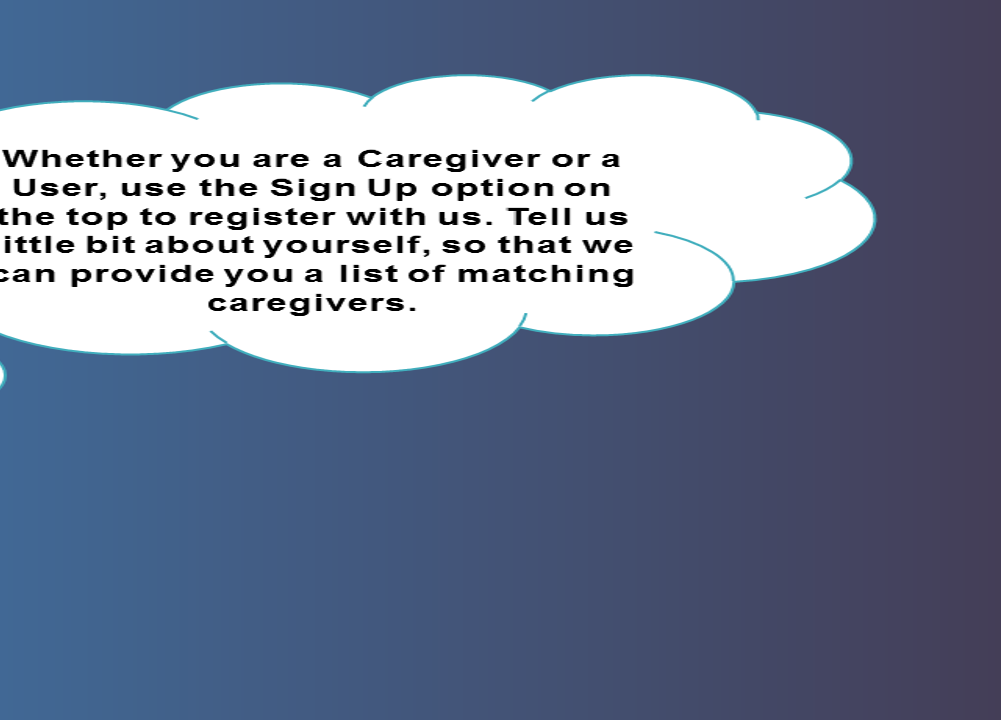 Whether you are a Caregiver or a
User, use the Sign Up option on
the top to register with us. Tell us
ittle bit about yourself, so that we
can provide you a list of matching
caregivers.